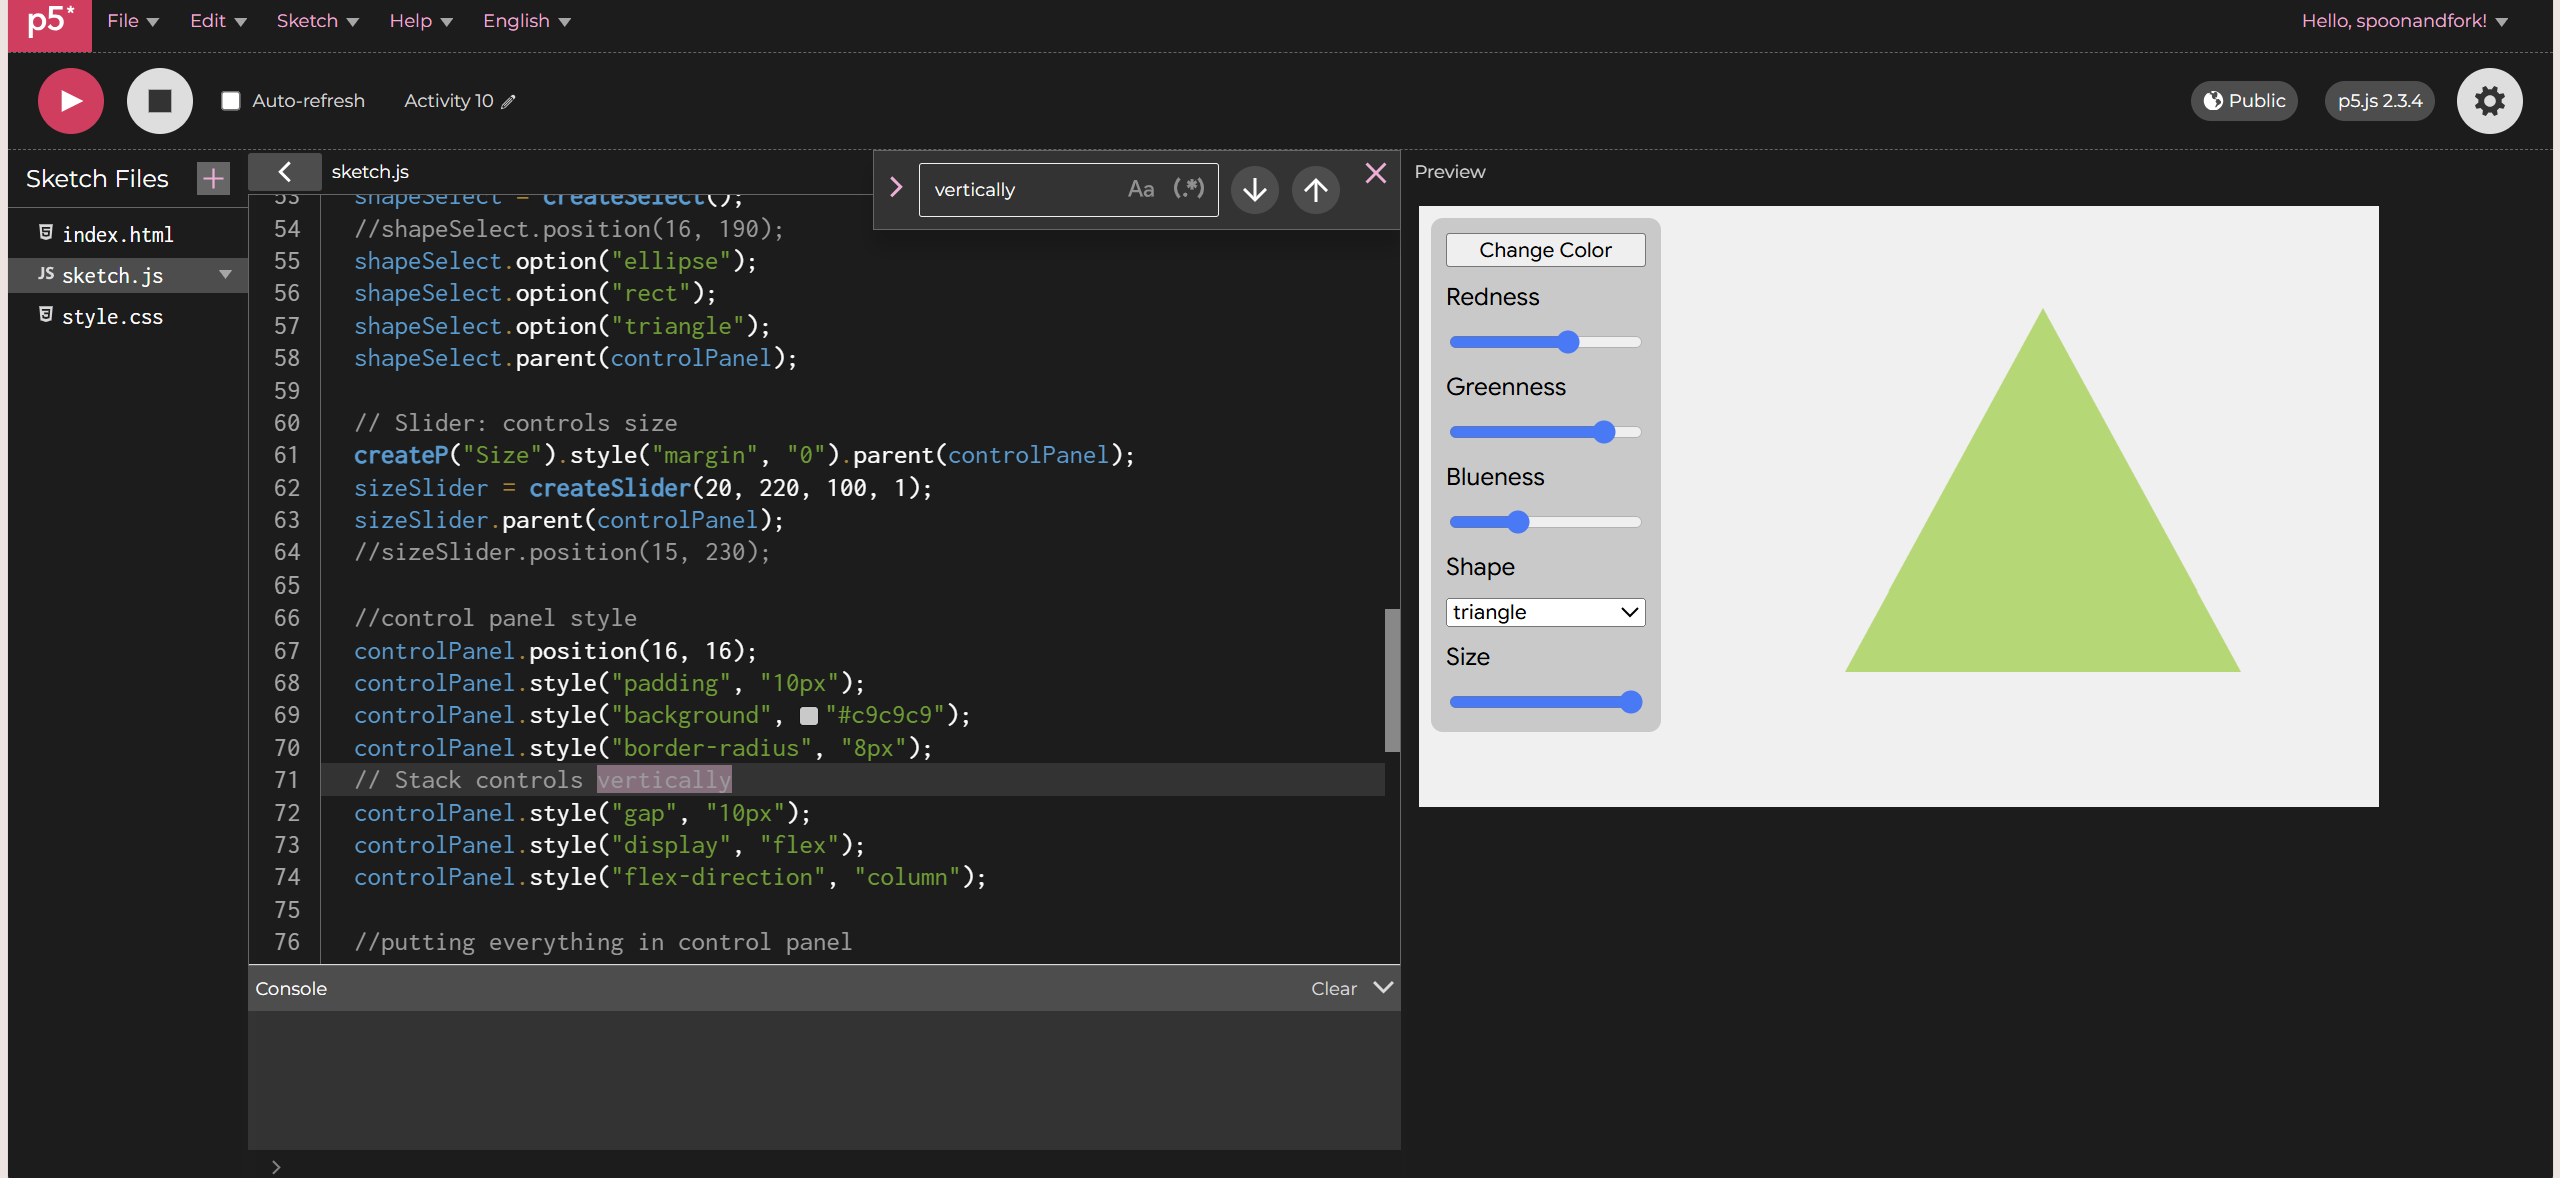 p5* File Edit Sketch Help English Hello, spoonandfork!
Auto-refresh Activity 10 Public p5.js 2.3.4
Sketch Files +
index.html
JS sketch.js
style.css
sketch.js
vertically Aa (.*)
53 shapeSelect = createSelect();
54 //shapeSelect.position(16, 190);
55 shapeSelect.option("ellipse");
56 shapeSelect.option("rect");
57 shapeSelect.option("triangle");
58 shapeSelect.parent(controlPanel);
59
60 // Slider: controls size
61 createP("Size").style("margin", "0").parent(controlPanel);
62 sizeSlider = createSlider(20, 220, 100, 1);
63 sizeSlider.parent(controlPanel);
64 //sizeSlider.position(15, 230);
65
66 //control panel style
67 controlPanel.position(16, 16);
68 controlPanel.style("padding", "10px");
69 controlPanel.style("background", "#c9c9c9");
70 controlPanel.style("border-radius", "8px");
71 // Stack controls vertically
72 controlPanel.style("gap", "10px");
73 controlPanel.style("display", "flex");
74 controlPanel.style("flex-direction", "column");
75
76 //putting everything in control panel
Console Clear
>
Preview
Change Color
Redness
Greenness
Blueness
Shape
triangle
Size